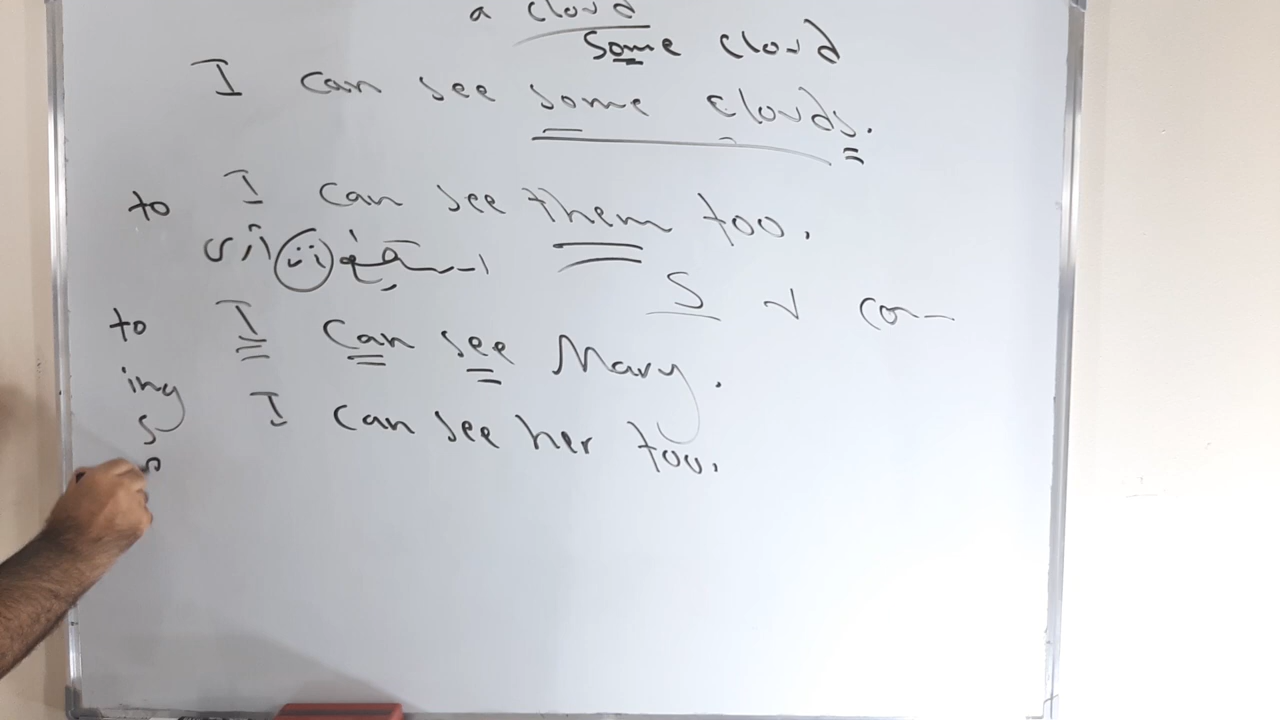 a cloud
some cloud
I can see some clouds.
to I can see them too.
S v con
to I can see Mary.
ing
I can see her too.
s